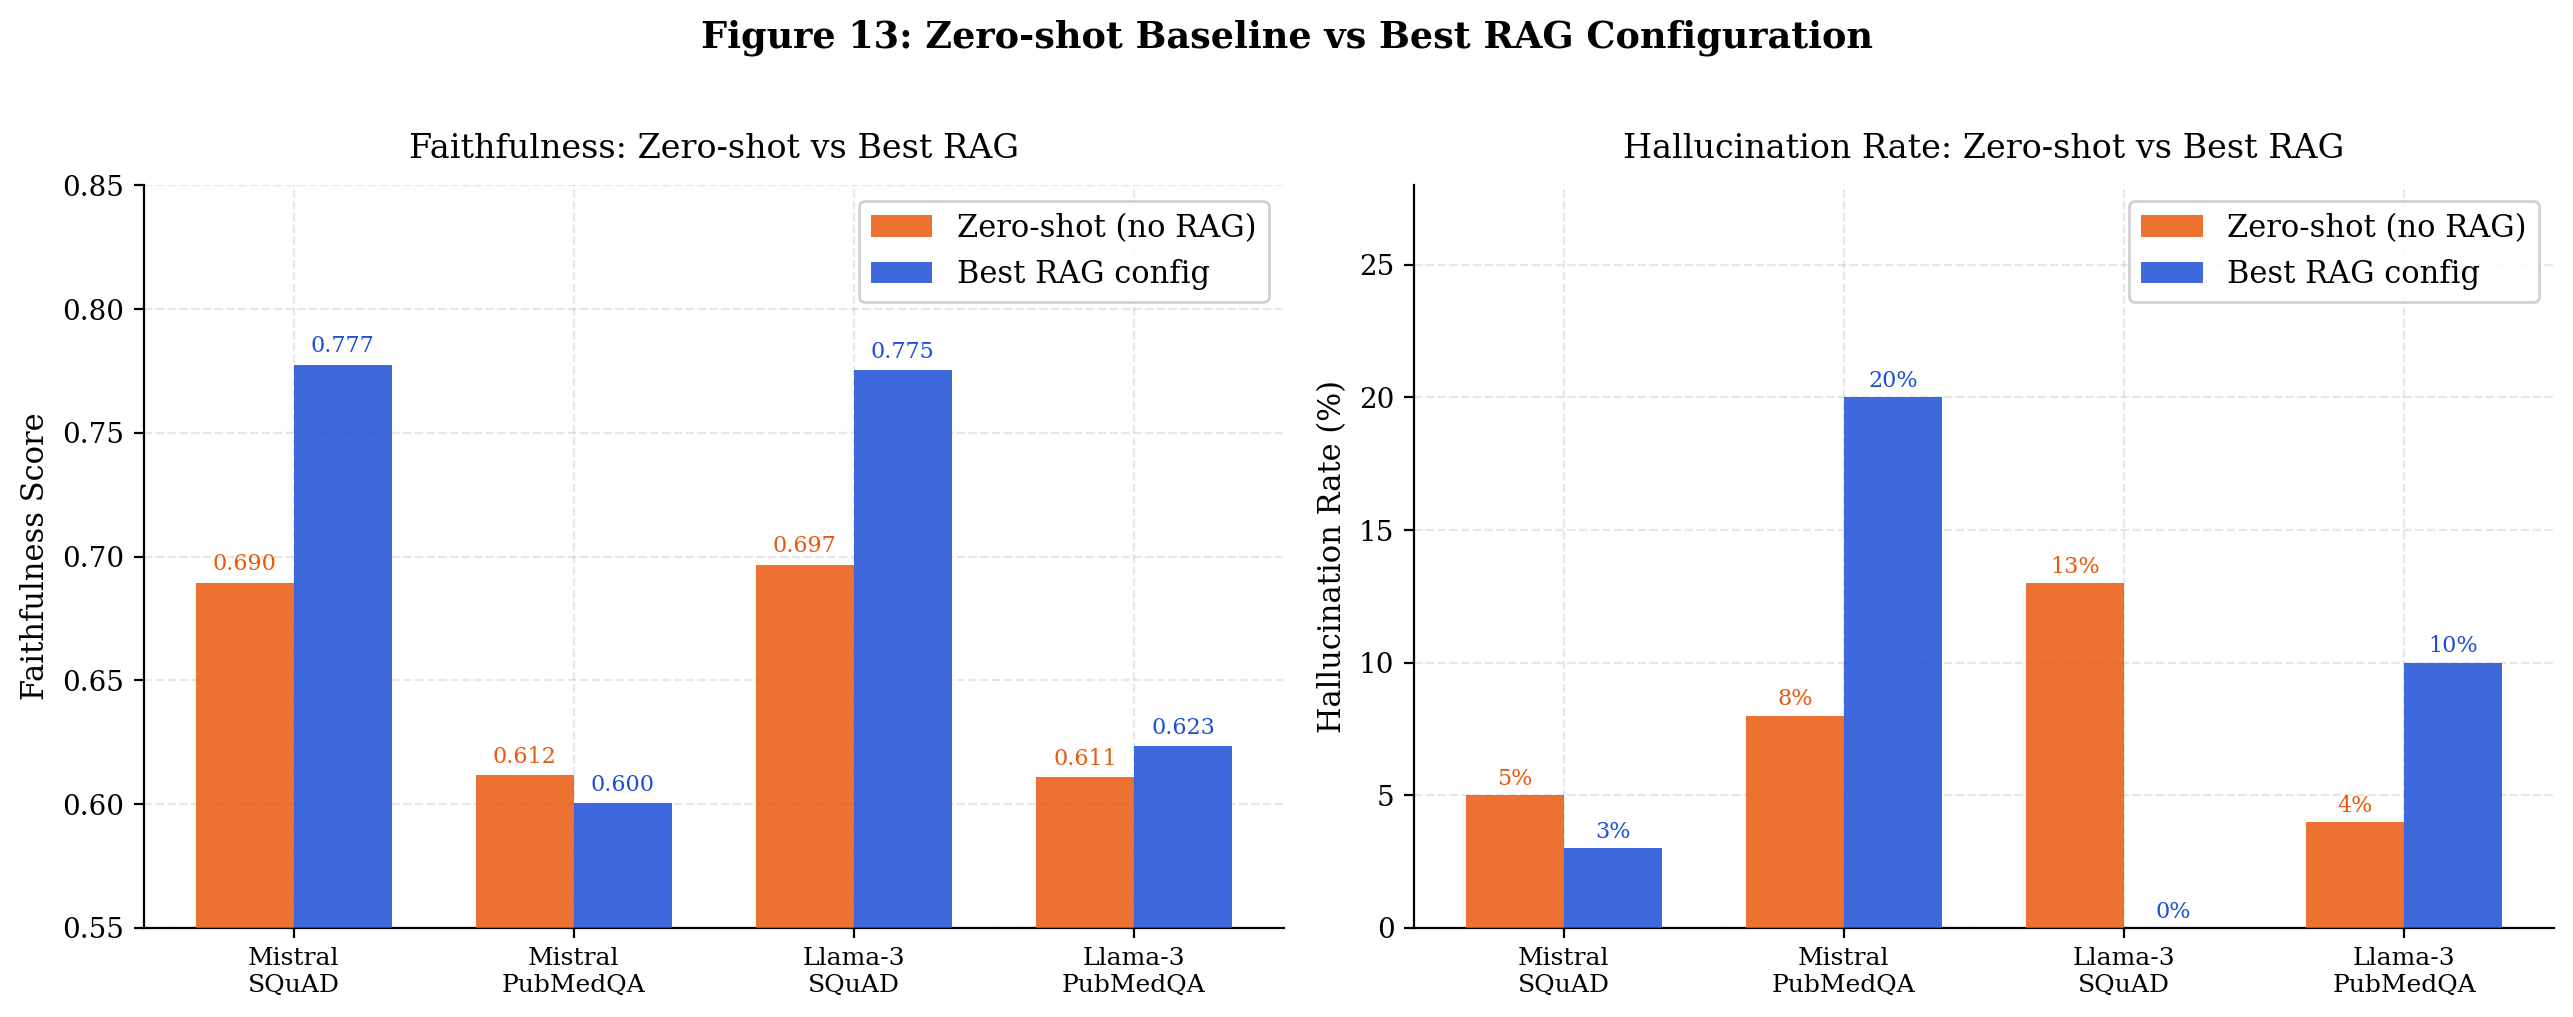 Figure 13: Zero-shot Baseline vs Best RAG Configuration
Faithfulness: Zero-shot vs Best RAG
Faithfulness Score
0.85
0.80
0.75
0.70
0.65
0.60
0.55
Zero-shot (no RAG)
Best RAG config
0.690
0.777
0.612
0.600
0.697
0.775
0.611
0.623
Mistral
SQuAD
Mistral
PubMedQA
Llama-3
SQuAD
Llama-3
PubMedQA
Hallucination Rate: Zero-shot vs Best RAG
Hallucination Rate (%)
25
20
15
10
5
0
Zero-shot (no RAG)
Best RAG config
5%
3%
8%
20%
13%
0%
4%
10%
Mistral
SQuAD
Mistral
PubMedQA
Llama-3
SQuAD
Llama-3
PubMedQA